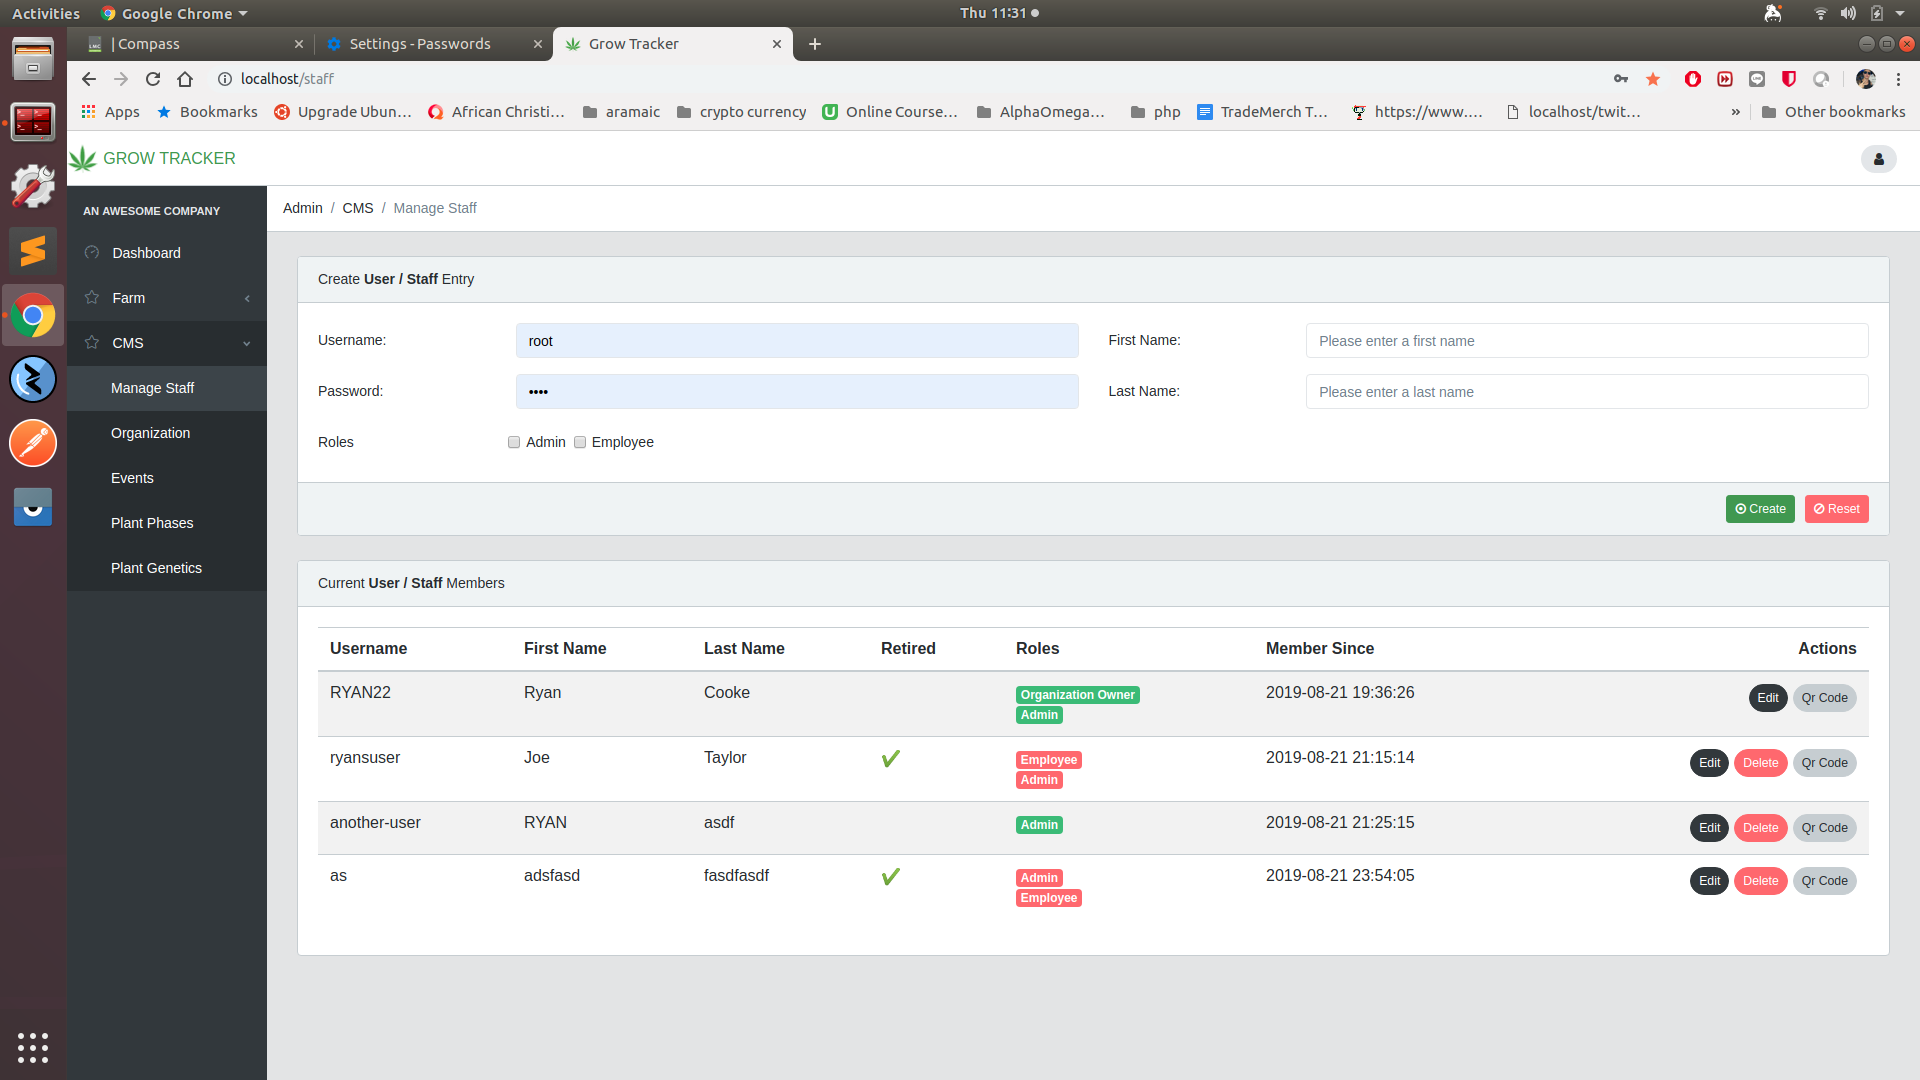 Activities Google Chrome Thu 11:31
| Compass Settings - Passwords Grow Tracker
localhost/staff
Apps Bookmarks Upgrade Ubun... African Christi... aramaic crypto currency Online Course... AlphaOmega... php TradeMerch T... https://www.... localhost/twit... » Other bookmarks
GROW TRACKER
AN AWESOME COMPANY
Dashboard
Farm
CMS
Manage Staff
Organization
Events
Plant Phases
Plant Genetics
Admin / CMS / Manage Staff
Create User / Staff Entry
Username: root First Name: Please enter a first name
Password: •••• Last Name: Please enter a last name
Roles Admin Employee
Create Reset
Current User / Staff Members
Username First Name Last Name Retired Roles Member Since Actions
RYAN22 Ryan Cooke Organization Owner 2019-08-21 19:36:26 Edit Qr Code
Admin
ryansuser Joe Taylor ✔ Employee 2019-08-21 21:15:14 Edit Delete Qr Code
Admin
another-user RYAN asdf Admin 2019-08-21 21:25:15 Edit Delete Qr Code
as adsfasd fasdfasdf ✔ Admin 2019-08-21 23:54:05 Edit Delete Qr Code
Employee